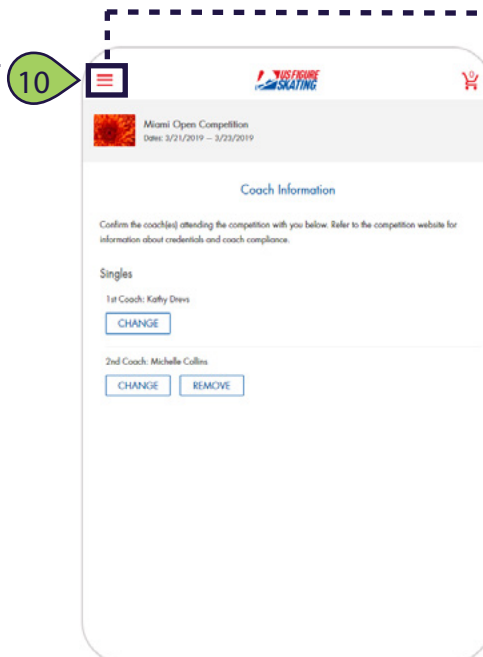 10
US FIGURE
SKATING
0
Miami Open Competition
Dates: 3/21/2019 — 3/23/2019
Coach Information
Confirm the coach(es) attending the competition with you below. Refer to the competition website for
information about credentials and coach compliance.
Singles
1st Coach: Kathy Drevs
CHANGE
2nd Coach: Michelle Collins
CHANGE REMOVE